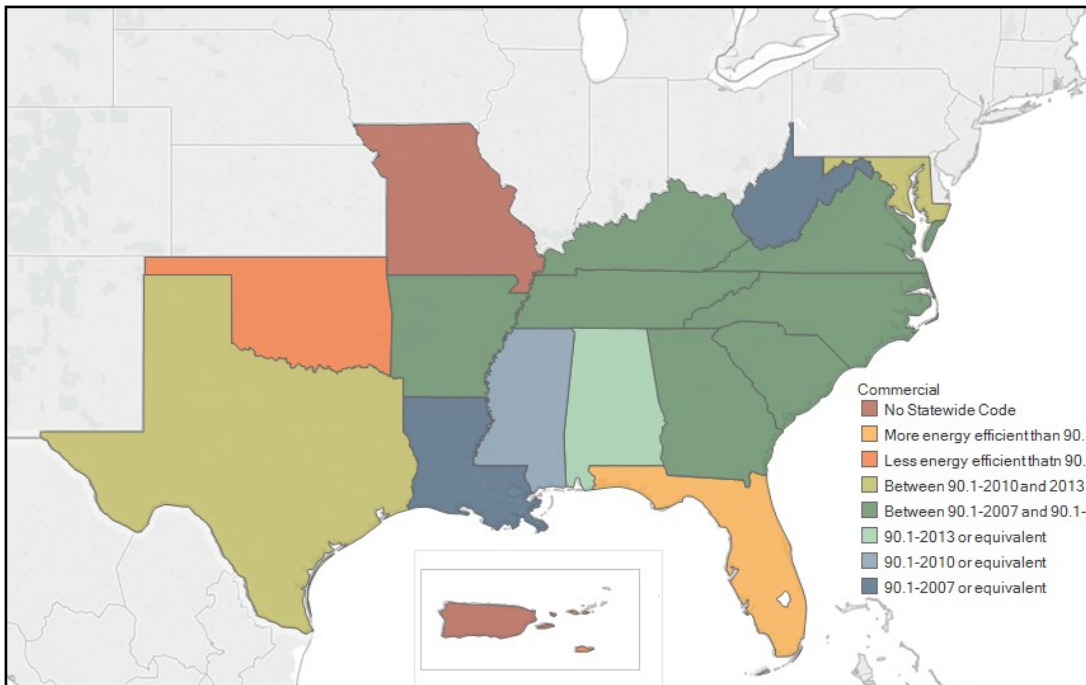 Commercial
No Statewide Code
More energy efficient than 90.
Less energy efficient thatn 90.
Between 90.1-2010 and 2013
Between 90.1-2007 and 90.1-
90.1-2013 or equivalent
90.1-2010 or equivalent
90.1-2007 or equivalent